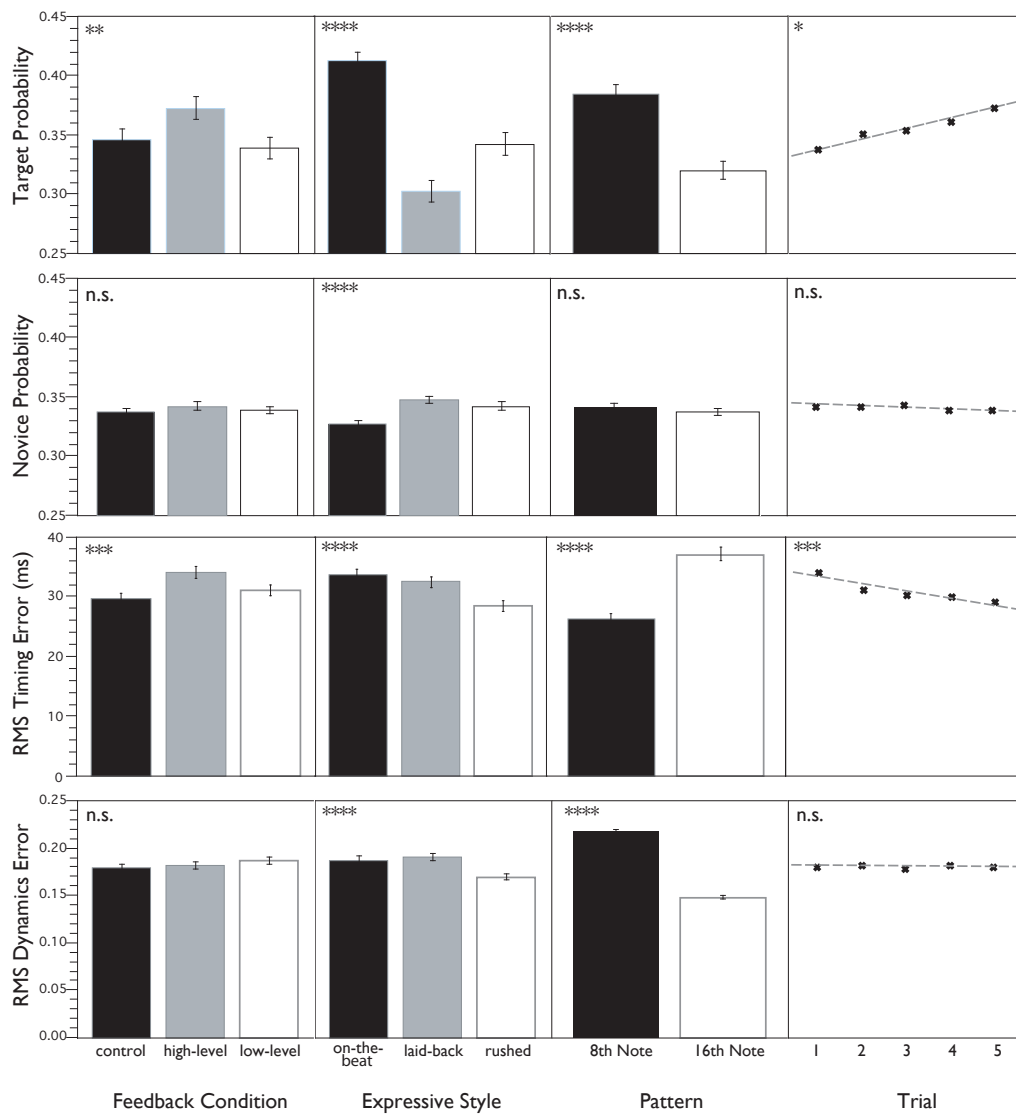 Target Probability
0.45
0.40
0.35
0.30
0.25
**
****
****
*
Novice Probability
0.45
0.40
0.35
0.30
0.25
n.s.
****
n.s.
n.s.
RMS Timing Error (ms)
40
30
20
10
0
***
****
****
***
RMS Dynamics Error
0.25
0.20
0.15
0.10
0.05
0.00
n.s.
****
****
n.s.
control high-level low-level on-the-beat laid-back rushed 8th Note 16th Note 1 2 3 4 5
Feedback Condition Expressive Style Pattern Trial